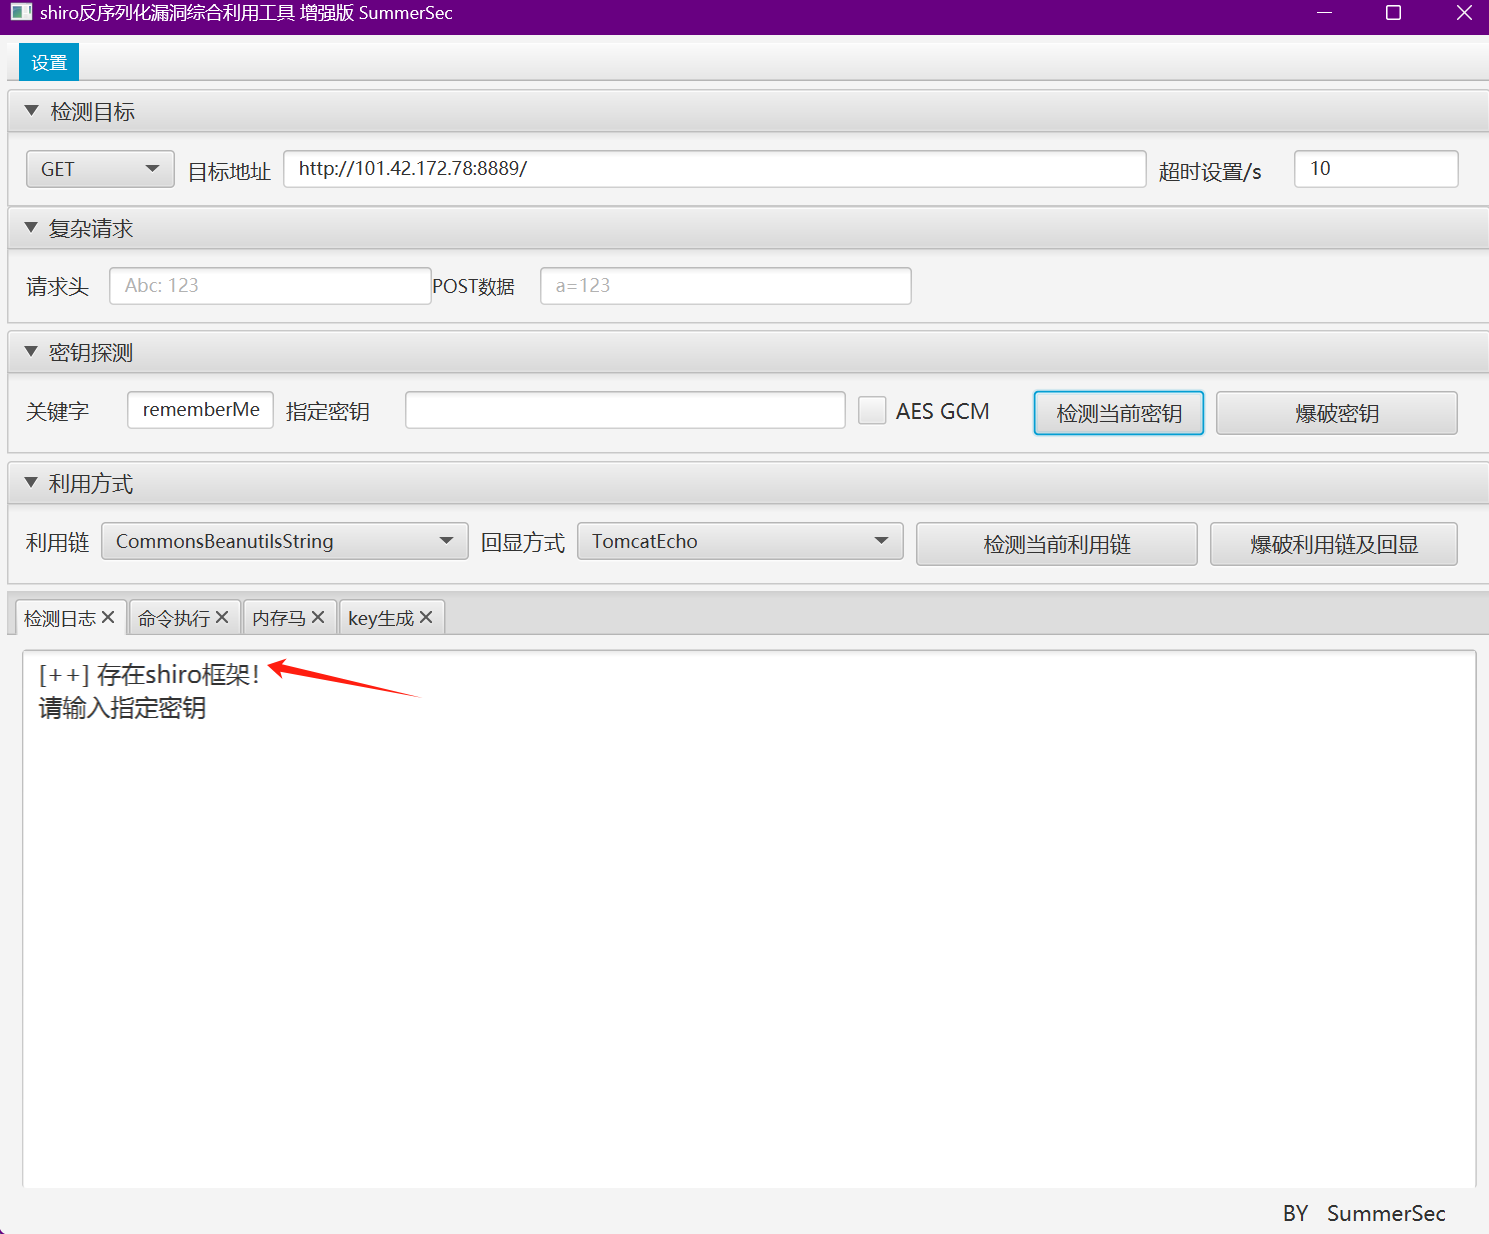 shiro反序列化漏洞综合利用工具 增强版 SummerSec
设置
检测目标
GET 目标地址 http://101.42.172.78:8889/ 超时设置/s 10
复杂请求
请求头 Abc: 123 POST数据 a=123
密钥探测
关键字 rememberMe 指定密钥 AES GCM 检测当前密钥 爆破密钥
利用方式
利用链 CommonsBeanutilsString 回显方式 TomcatEcho 检测当前利用链 爆破利用链及回显
检测日志 命令执行 内存马 key生成
[++] 存在shiro框架!
请输入指定密钥
BY SummerSec